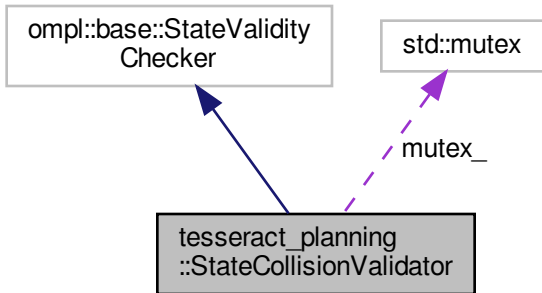 ompl::base::StateValidity
Checker
std::mutex
mutex_
tesseract_planning
::StateCollisionValidator